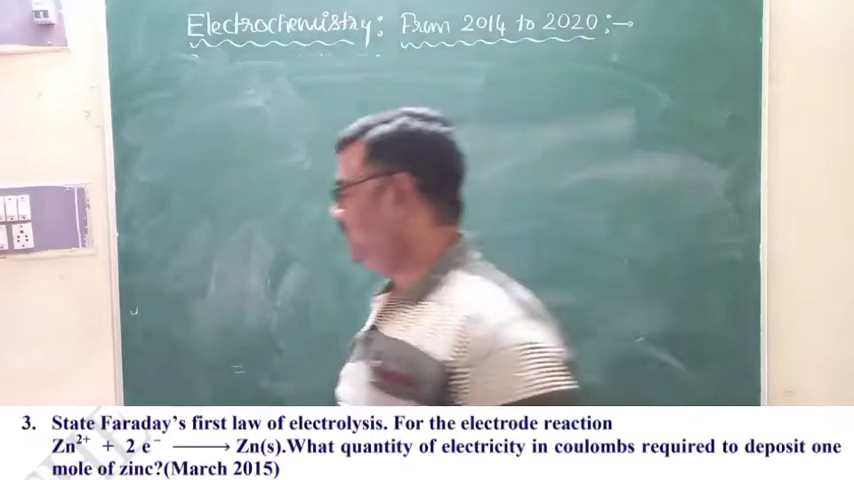 Electrochemistry: From 2014 to 2020:→
3. State Faraday's first law of electrolysis. For the electrode reaction
Zn²⁺ + 2 e⁻ ⟶ Zn(s).What quantity of electricity in coulombs required to deposit one
mole of zinc?(March 2015)